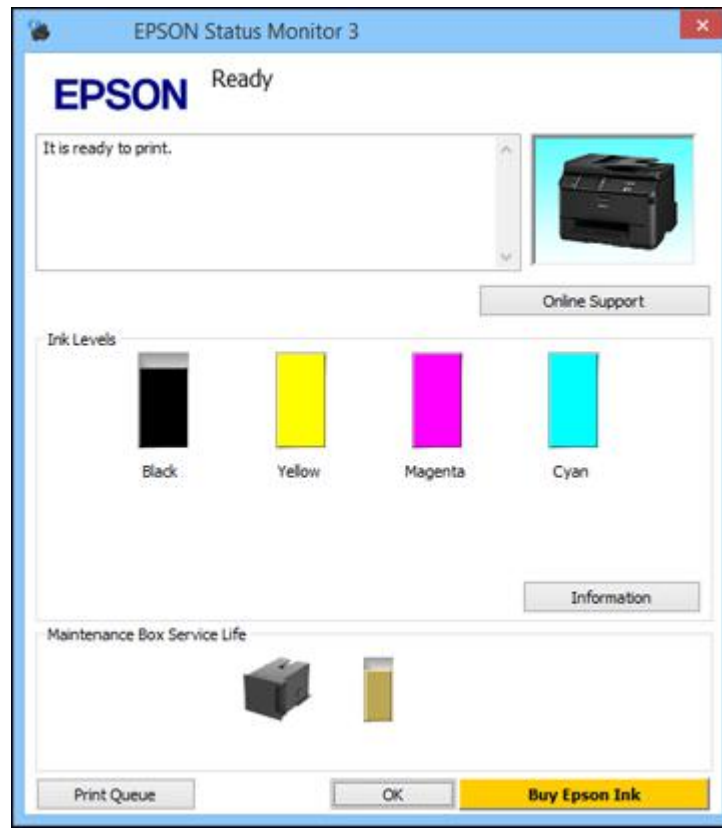 EPSON Status Monitor 3
EPSON
Ready
It is ready to print.
Online Support
Ink Levels
Black Yellow Magenta Cyan
Information
Maintenance Box Service Life
Print Queue OK Buy Epson Ink